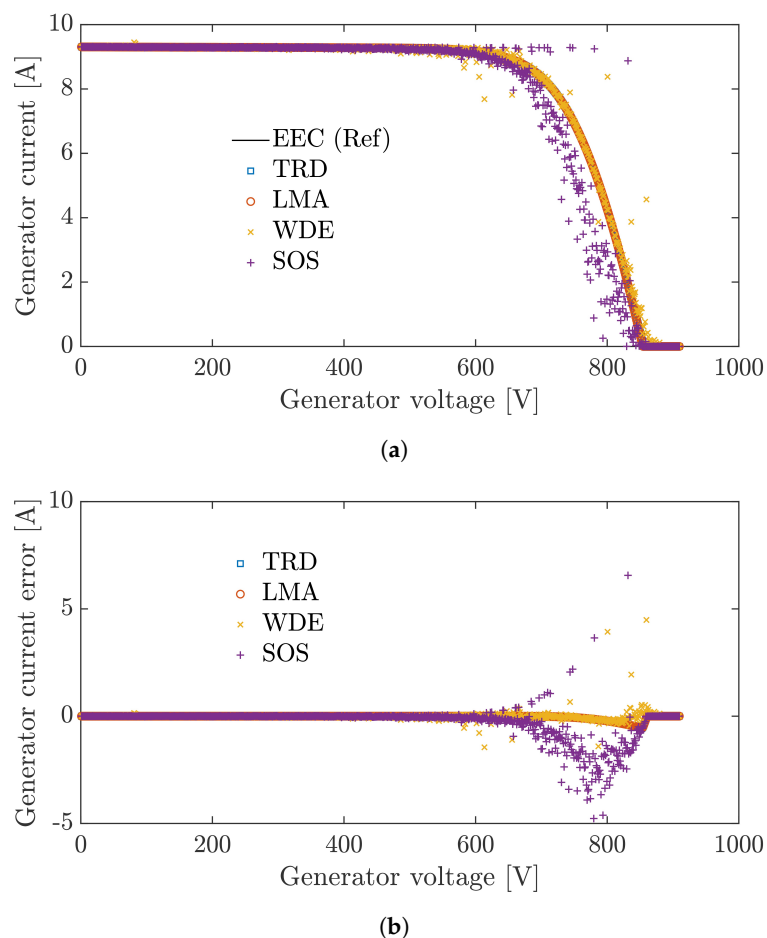 10
8
6
4
2
0
Generator current [A]
EEC (Ref)
TRD
LMA
WDE
SOS
0 200 400 600 800 1000
Generator voltage [V]
(a)
10
5
0
-5
Generator current error [A]
TRD
LMA
WDE
SOS
0 200 400 600 800 1000
Generator voltage [V]
(b)